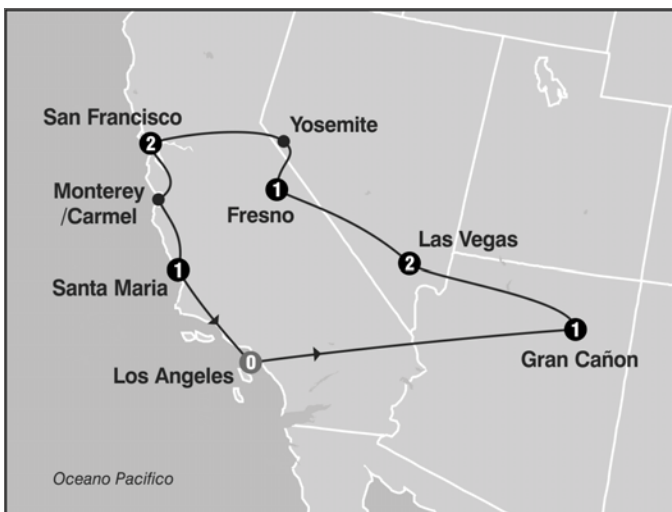 San Francisco
2
Yosemite
Monterey
/Carmel
1
Fresno
Las Vegas
2
1
Santa Maria
1
Gran Cañon
Los Angeles
0
Oceano Pacifico